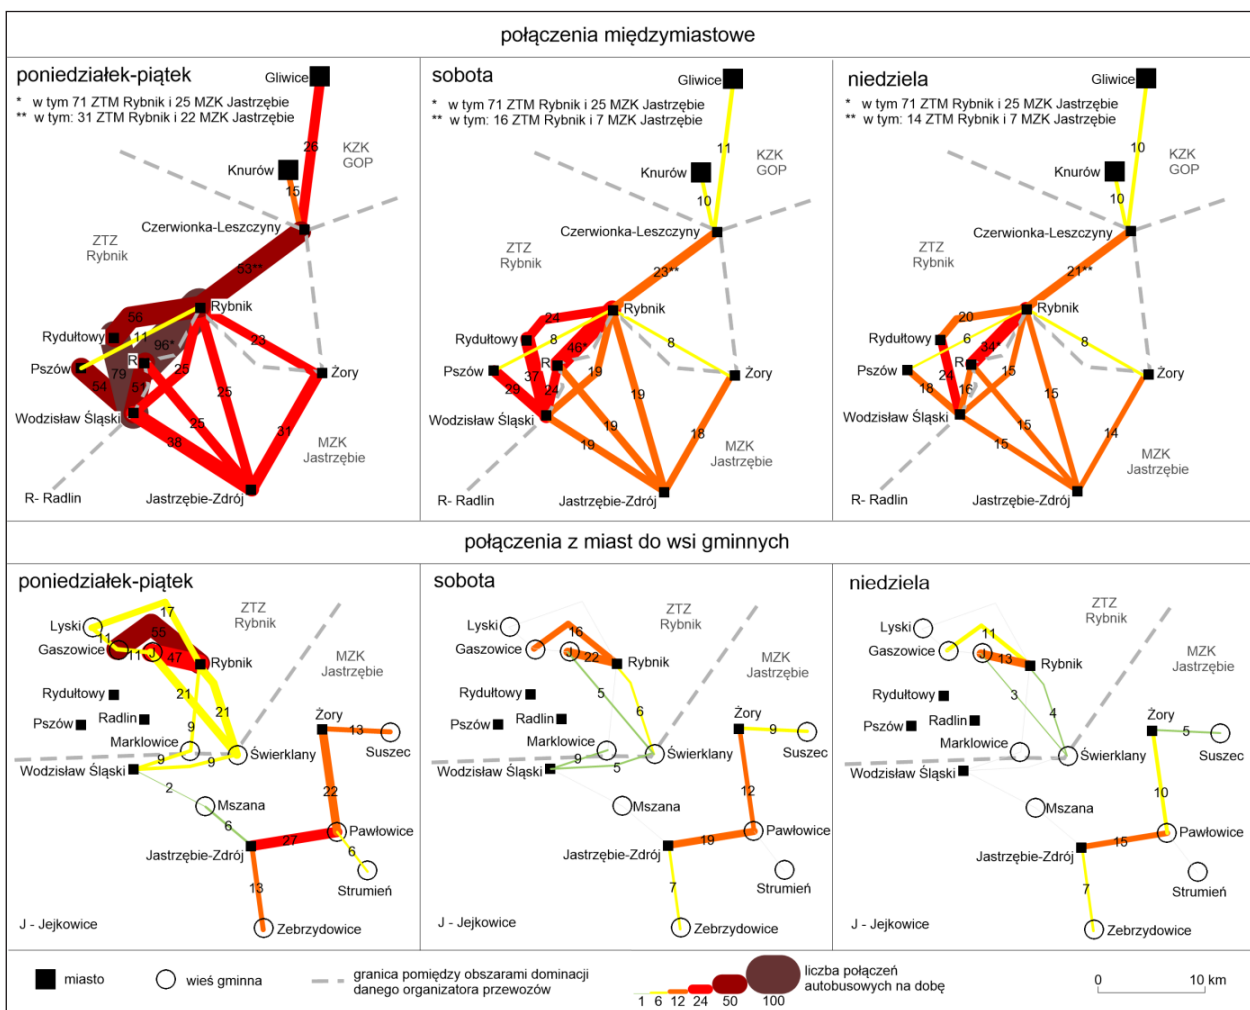 połączenia międzymiastowe
poniedziałek-piątek
* w tym 71 ZTM Rybnik i 25 MZK Jastrzębie
** w tym: 31 ZTM Rybnik i 22 MZK Jastrzębie
Gliwice
26
KZK
GOP
Knurów
15
Czerwionka-Leszczyny
ZTZ
Rybnik
53**
Rybnik
56
Rydułtowy
11
96*
23
R
Pszów
79
25
Żory
54
51
25
Wodzisław Śląski
25
31
38
MZK
Jastrzębie
R- Radlin
Jastrzębie-Zdrój
sobota
* w tym 71 ZTM Rybnik i 25 MZK Jastrzębie
** w tym: 16 ZTM Rybnik i 7 MZK Jastrzębie
Gliwice
11
KZK
GOP
Knurów
10
Czerwionka-Leszczyny
ZTZ
Rybnik
23**
Rybnik
24
Rydułtowy
8
46*
8
R
Pszów
37
19
Żory
29
24
19
Wodzisław Śląski
19
18
19
MZK
Jastrzębie
R- Radlin
Jastrzębie-Zdrój
niedziela
* w tym 71 ZTM Rybnik i 25 MZK Jastrzębie
** w tym: 14 ZTM Rybnik i 7 MZK Jastrzębie
Gliwice
10
KZK
GOP
Knurów
10
Czerwionka-Leszczyny
ZTZ
Rybnik
21**
Rybnik
20
Rydułtowy
6
34*
8
R
Pszów
24
15
Żory
18
16
15
Wodzisław Śląski
15
14
15
MZK
Jastrzębie
R- Radlin
Jastrzębie-Zdrój
połączenia z miast do wsi gminnych
poniedziałek-piątek
17
ZTZ
Rybnik
Lyski
11
55
Gaszowice
11
J
47
Rybnik
MZK
Jastrzębie
Rydułtowy
21
21
Pszów
Radlin
9
Żory
13
Suszec
Marklowice
Świerklany
9
9
Wodzisław Śląski
2
22
Mszana
6
Pawłowice
27
6
Jastrzębie-Zdrój
Strumień
13
J - Jejkowice
Zebrzydowice
sobota
ZTZ
Rybnik
Lyski
16
Gaszowice
J
22
Rybnik
MZK
Jastrzębie
Rydułtowy
5
6
Pszów
Radlin
Żory
9
Suszec
Marklowice
Świerklany
9
5
Wodzisław Śląski
12
Mszana
Pawłowice
19
Jastrzębie-Zdrój
Strumień
7
J - Jejkowice
Zebrzydowice
niedziela
ZTZ
Rybnik
Lyski
11
Gaszowice
J
13
Rybnik
MZK
Jastrzębie
Rydułtowy
3
4
Pszów
Radlin
Żory
5
Suszec
Marklowice
Świerklany
Wodzisław Śląski
10
Mszana
Pawłowice
15
Jastrzębie-Zdrój
Strumień
7
J - Jejkowice
Zebrzydowice
miasto
wieś gminna
granica pomiędzy obszarami dominacji
danego organizatora przewozów
1 6 12 24 50 100
liczba połączeń
autobusowych na dobę
0 10 km